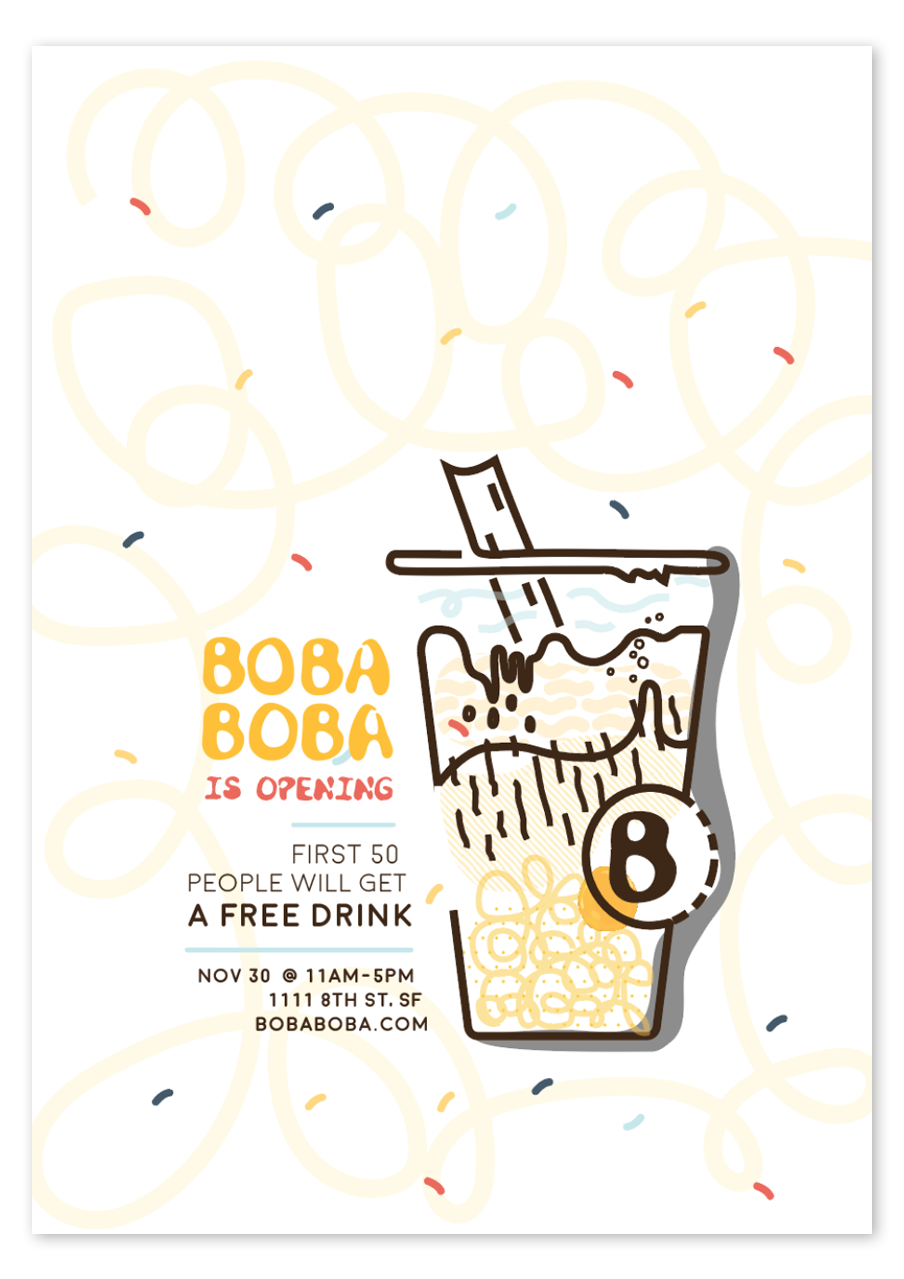 BOBA
BOBA
IS OPENING
FIRST 50
PEOPLE WILL GET
A FREE DRINK
NOV 30 @ 11AM-5PM
1111 8TH ST. SF
BOBABOBA.COM
B